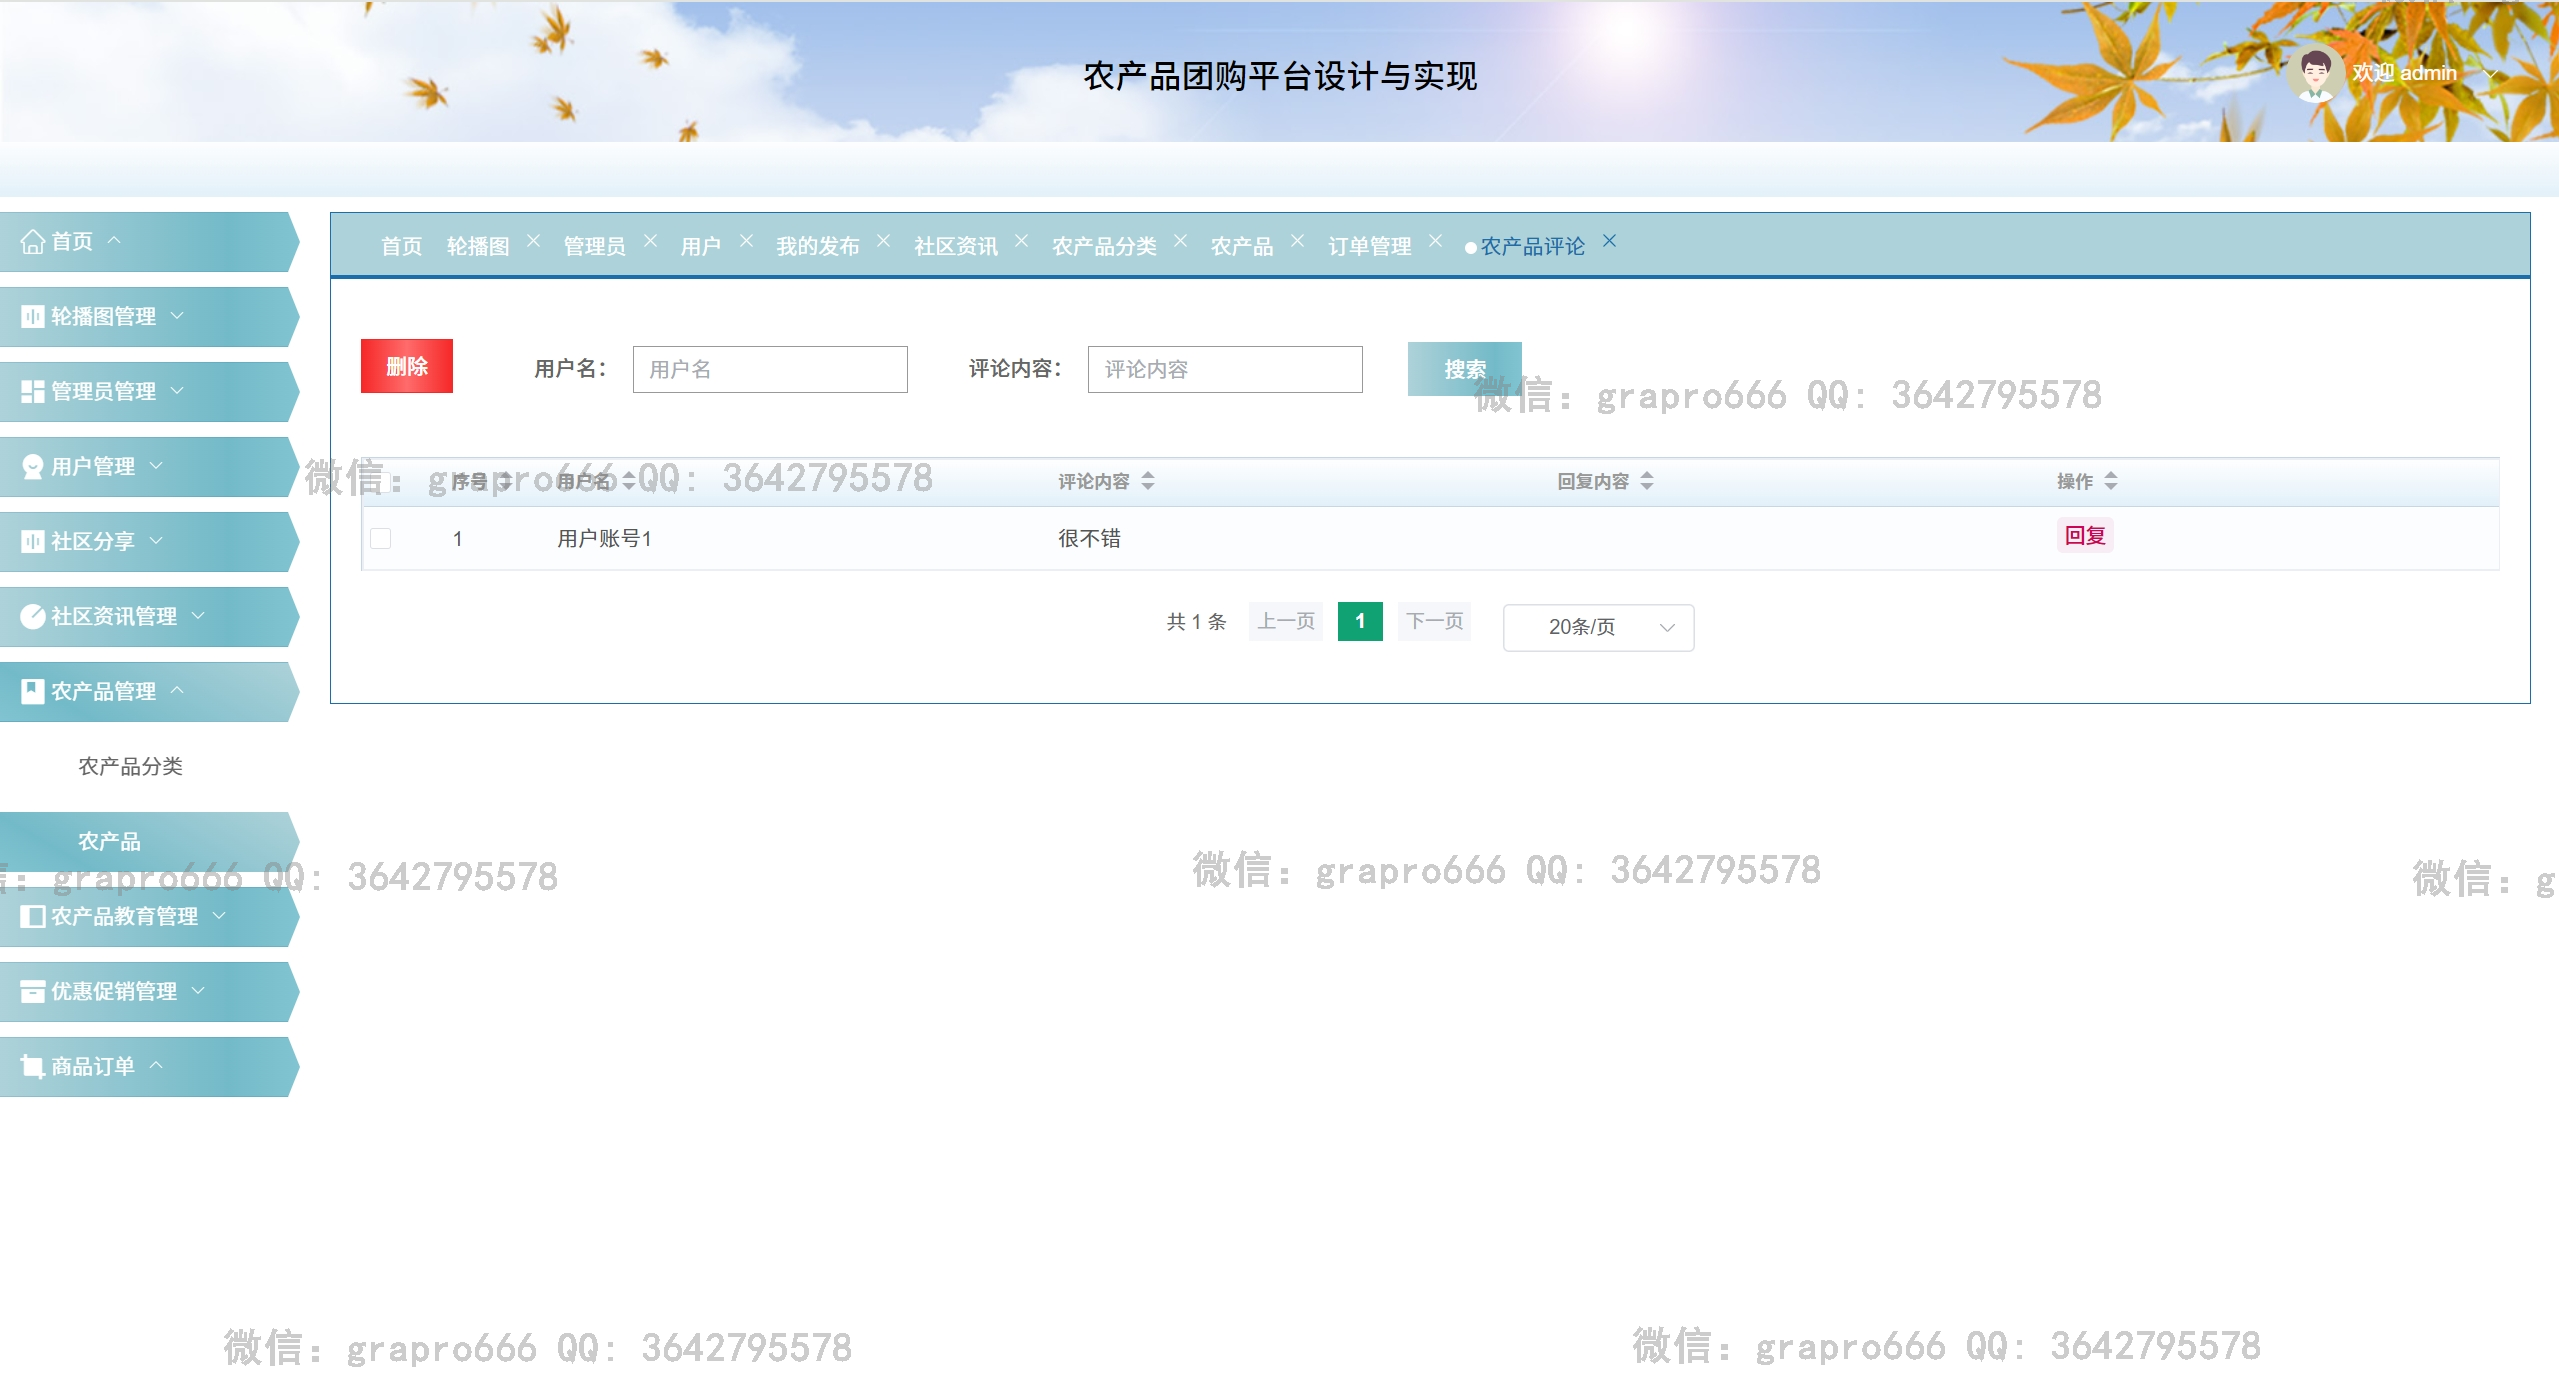 农产品团购平台设计与实现
欢迎 admin
首页
轮播图管理
管理员管理
用户管理
社区分享
社区资讯管理
农产品管理
农产品分类
农产品
农产品教育管理
优惠促销管理
商品订单
首页 轮播图 管理员 用户 我的发布 社区资讯 农产品分类 农产品 订单管理 农产品评论
删除 用户名： 用户名 评论内容： 评论内容 搜索
微信：grapro666 QQ: 3642795578
微信：grapro666 QQ: 3642795578
序号 用户名 评论内容 回复内容 操作
1 用户账号1 很不错 回复
共 1 条 上一页 1 下一页 20条/页
信：grapro666 QQ: 3642795578
微信：grapro666 QQ: 3642795578
微信：g
微信：grapro666 QQ: 3642795578
微信：grapro666 QQ: 3642795578